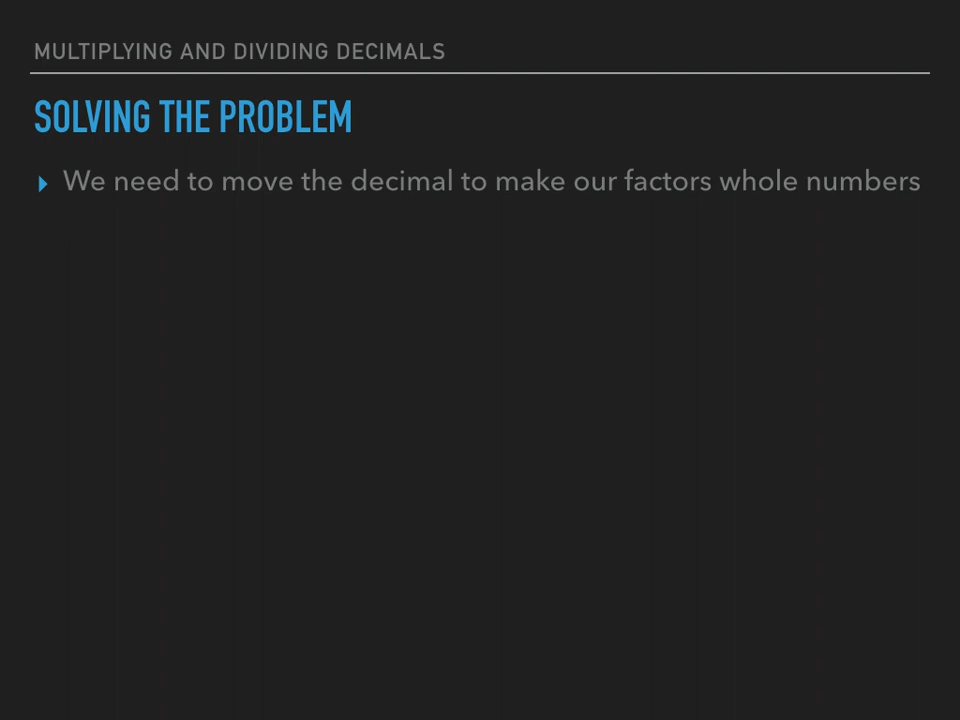 MULTIPLYING AND DIVIDING DECIMALS
SOLVING THE PROBLEM
We need to move the decimal to make our factors whole numbers